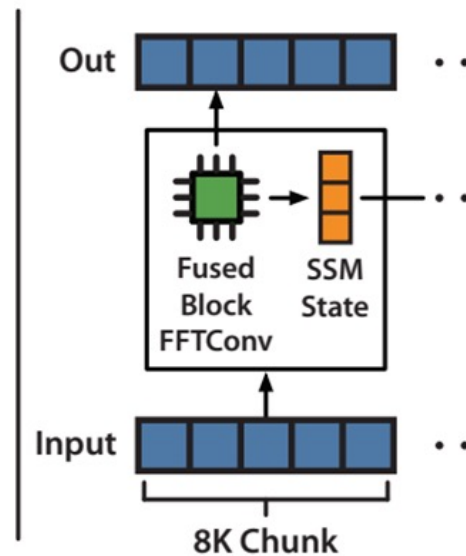 Out
Fused
Block
FFTConv
SSM
State
Input
8K Chunk